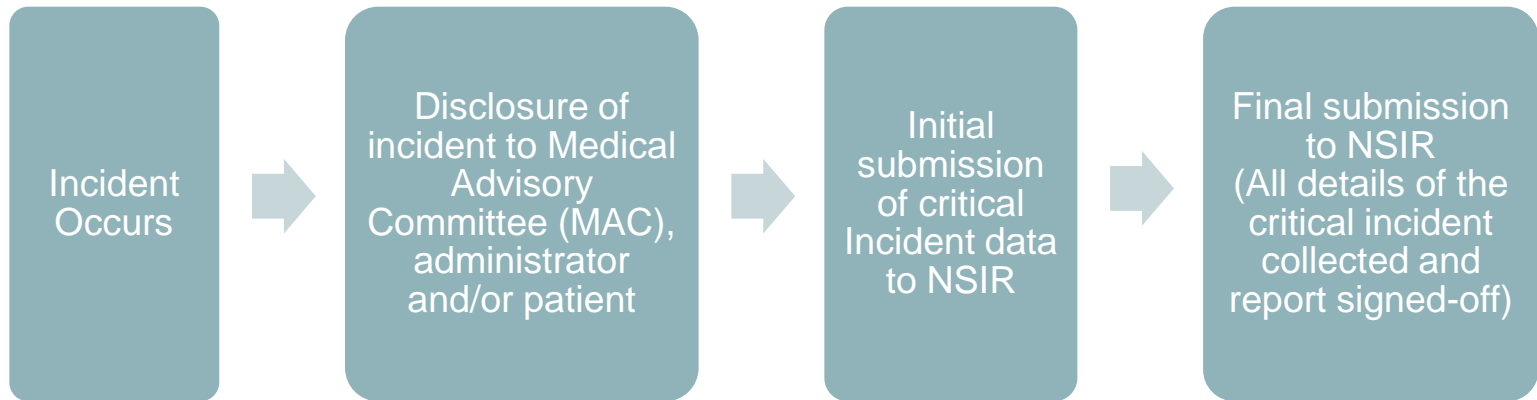 Incident
Occurs
Disclosure of
incident to Medical
Advisory
Committee (MAC),
administrator
and/or patient
Initial
submission
of critical
Incident data
to NSIR
Final submission
to NSIR
(All details of the
critical incident
collected and
report signed-off)